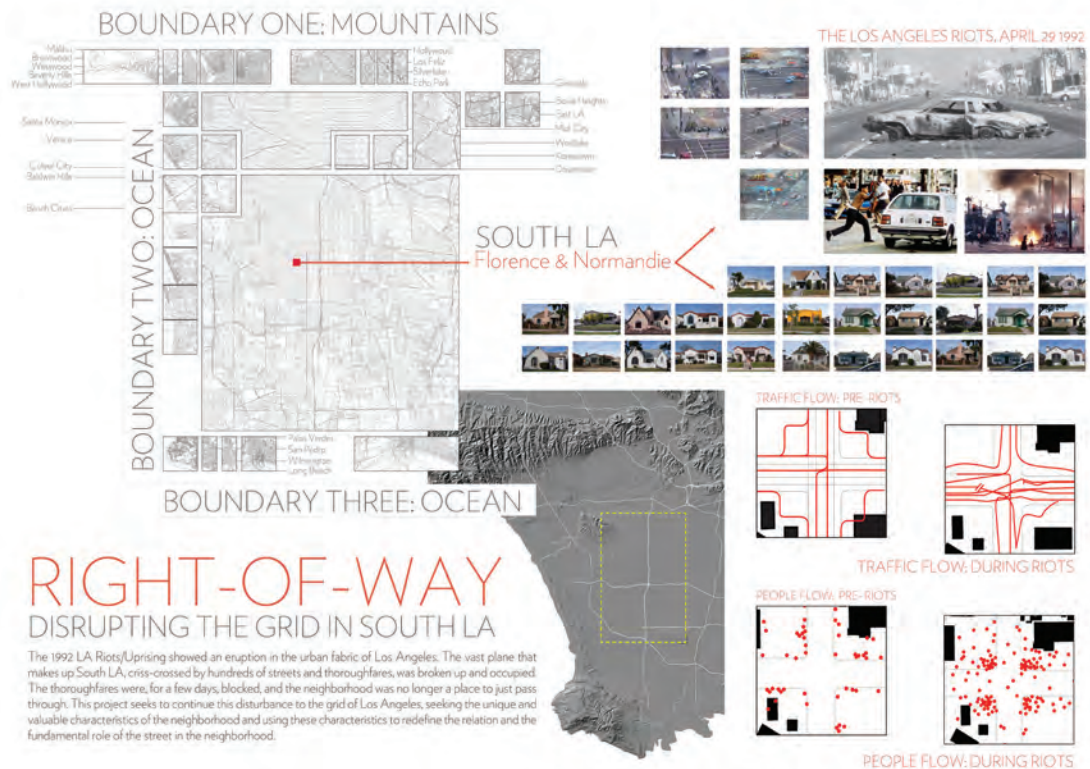 BOUNDARY ONE: MOUNTAINS
Malibu
Brentwood
Westwood
Beverly Hills
West Hollywood
Hollywood
Los Feliz
Silverlake
Echo Park
Santa Monica
Venice
Culver City
Baldwin Hills
South Cities
Boyle Heights
East LA
Mid City
Westlake
Koreatown
Downtown
BOUNDARY TWO: OCEAN
Palos Verdes
San Pedro
Wilmington
Long Beach
BOUNDARY THREE: OCEAN
THE LOS ANGELES RIOTS, APRIL 29 1992
SOUTH LA
Florence & Normandie
TRAFFIC FLOW: PRE-RIOTS
TRAFFIC FLOW: DURING RIOTS
PEOPLE FLOW: PRE-RIOTS
PEOPLE FLOW: DURING RIOTS
RIGHT-OF-WAY
DISRUPTING THE GRID IN SOUTH LA
The 1992 LA Riots/Uprising showed an eruption in the urban fabric of Los Angeles. The vast plane that
makes up South LA, criss-crossed by hundreds of streets and thoroughfares, was broken up and occupied.
The thoroughfares were, for a few days, blocked, and the neighborhood was no longer a place to just pass
through. This project seeks to continue this disturbance to the grid of Los Angeles, seeking the unique and
valuable characteristics of the neighborhood and using these characteristics to redefine the relation and the
fundamental role of the street in the neighborhood.